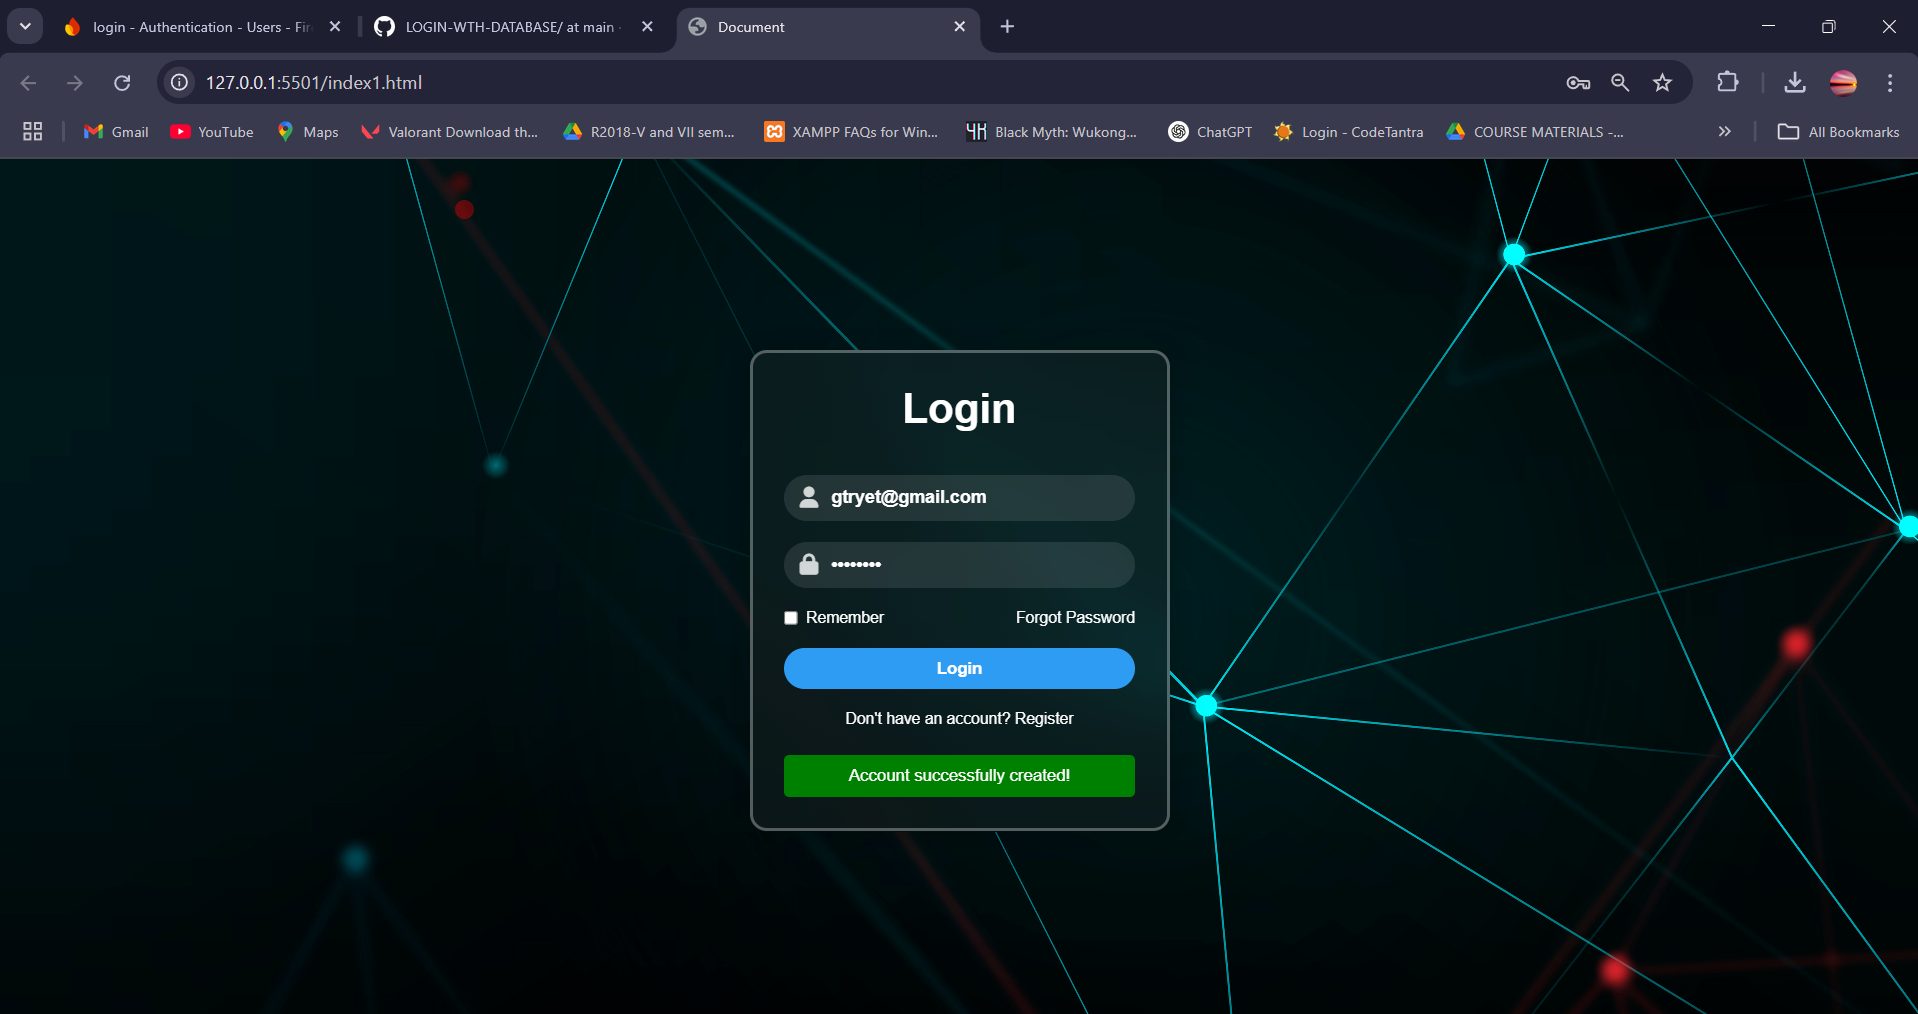 login - Authentication - Users - Fir
LOGIN-WTH-DATABASE/ at main
Document
127.0.0.1:5501/index1.html
Gmail
YouTube
Maps
Valorant Download th...
R2018-V and VII sem...
XAMPP FAQs for Win...
Black Myth: Wukong...
ChatGPT
Login - CodeTantra
COURSE MATERIALS -...
All Bookmarks
Login
gtryet@gmail.com
••••••••
Remember
Forgot Password
Login
Don't have an account? Register
Account successfully created!